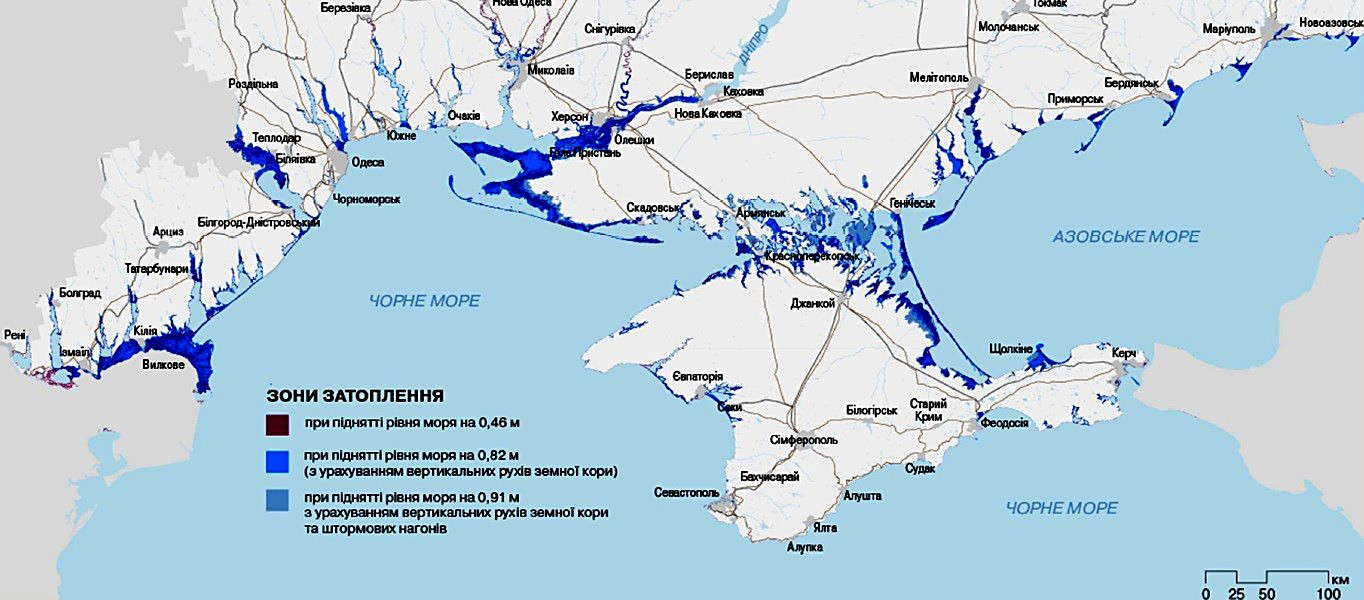 Нова Одеса
Березівка
Снігурівка
Токмак
Молочанськ
Маріуполь
Новоазовськ
ДНІПРО
Миколаїв
Роздільна
Берислав
Каховка
Мелітополь
Бердянськ
Приморськ
Очаків
Херсон
Нова Каховка
Южне
Олешки
Теплодар
Біляївка
Одеса
Гола Пристань
Чорноморськ
Скадовськ
Армянськ
Генічеськ
Білгород-Дністровський
Арциз
АЗОВСЬКЕ МОРЕ
Красноперекопськ
Татарбунари
Болград
ЧОРНЕ МОРЕ
Джанкой
Рені
Кілія
Ізмаїл
Вилкове
Щолкіне
Керч
Євпаторія
Саки
Старий
Крим
Білогірськ
Феодосія
Сімферополь
Судак
Бахчисарай
Севастополь
Алушта
Ялта
Алупка
ЧОРНЕ МОРЕ
ЗОНИ ЗАТОПЛЕННЯ
при піднятті рівня моря на 0,46 м
при піднятті рівня моря на 0,82 м
(з урахуванням вертикальних рухів земної кори)
при піднятті рівня моря на 0,91 м
з урахуванням вертикальних рухів земної кори
та штормових нагонів
км
0 25 50 100